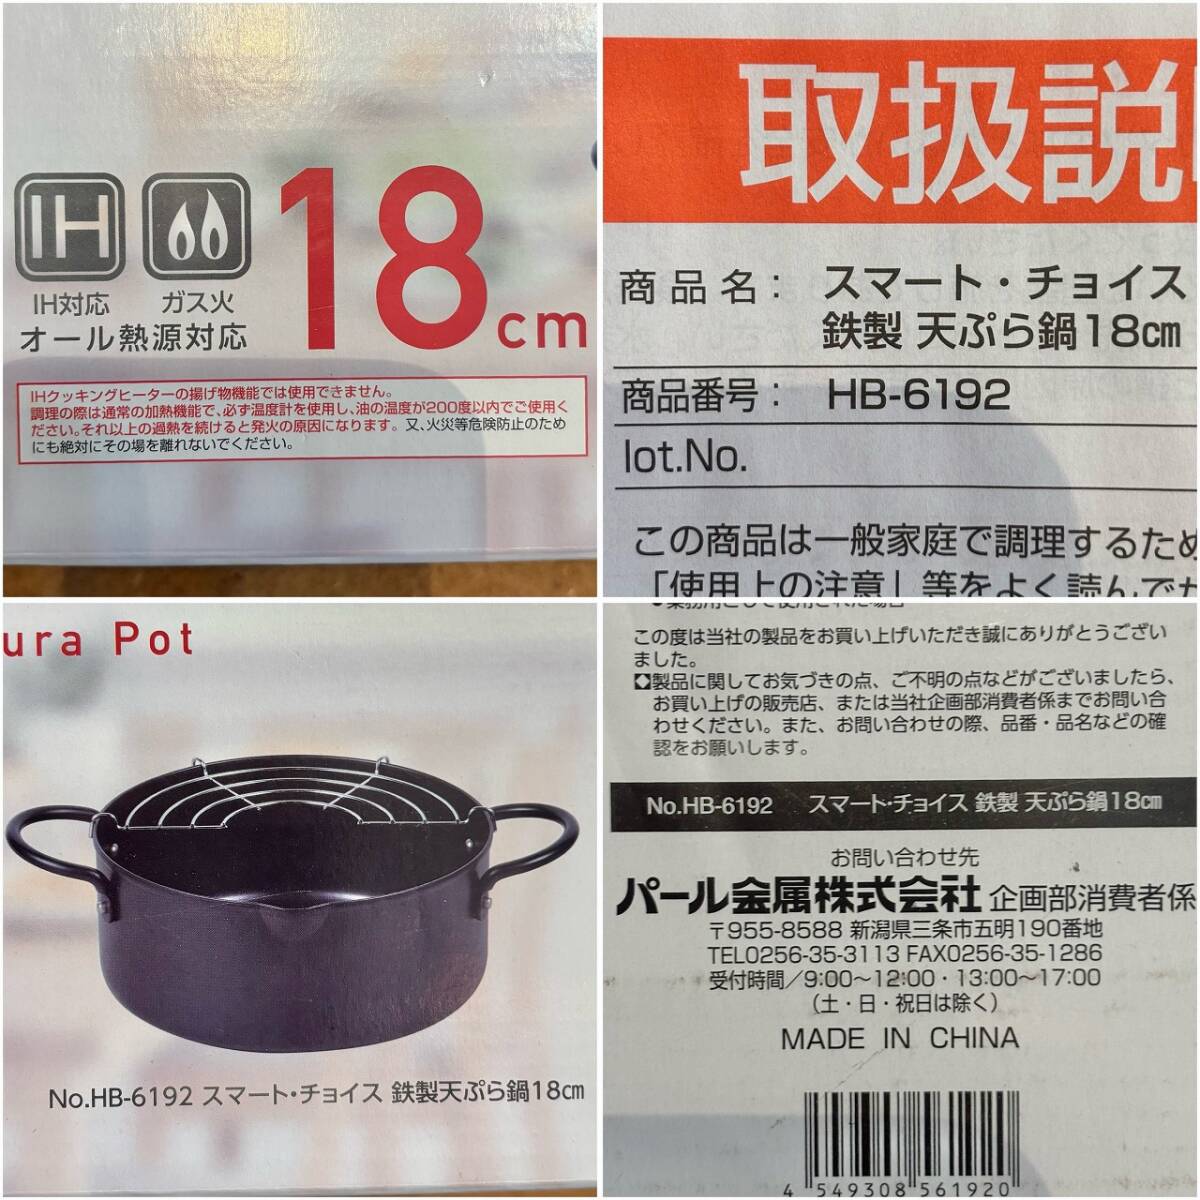 IH
IH対応
ガス火
オール熱源対応
18cm
IHクッキングヒーターの揚げ物機能では使用できません。
調理の際は通常の加熱機能で、必ず温度計を使用し、油の温度が200度以内でご使用く
ださい。それ以上の過熱を続けると発火の原因になります。又、火災等危険防止のため
にも絶対にその場を離れないでください。
取扱説
商品名： スマート・チョイス
鉄製 天ぷら鍋18㎝
商品番号： HB-6192
lot.No.
この商品は一般家庭で調理するため
「使用上の注意」等をよく読んでか
ura Pot
No.HB-6192 スマート・チョイス 鉄製天ぷら鍋18㎝
●業務用として使用された場合
この度は当社の製品をお買い上げいただき誠にありがとうござい
ました。
製品に関してお気づきの点、ご不明の点などがございましたら、
お買い上げの販売店、または当社企画部消費者係までお問い合
わせください。また、お問い合わせの際、品番・品名などの確
認をお願いします。
No.HB-6192 スマート・チョイス 鉄製 天ぷら鍋18㎝
お問い合わせ先
パール金属株式会社 企画部消費者係
〒955-8588 新潟県三条市五明190番地
TEL0256-35-3113 FAX0256-35-1286
受付時間／9:00〜12:00・13:00〜17:00
（土・日・祝日は除く）
MADE IN CHINA
4 549308 561920